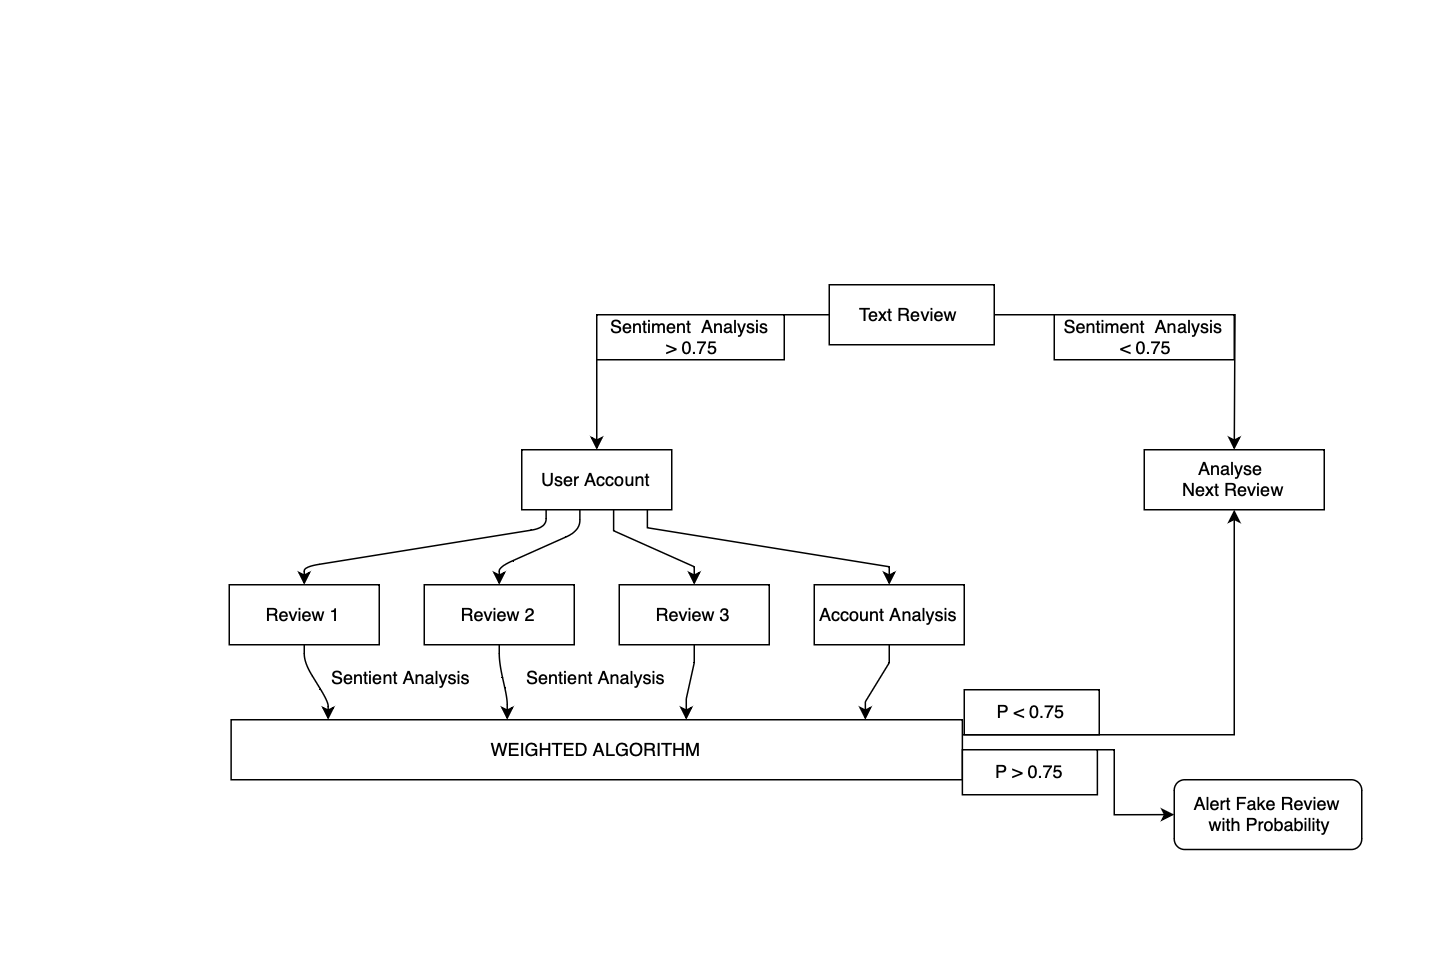 Text Review
Sentiment Analysis
> 0.75
Sentiment Analysis
< 0.75
User Account
Analyse
Next Review
Review 1
Review 2
Review 3
Account Analysis
Sentient Analysis
Sentient Analysis
P < 0.75
WEIGHTED ALGORITHM
P > 0.75
Alert Fake Review
with Probability